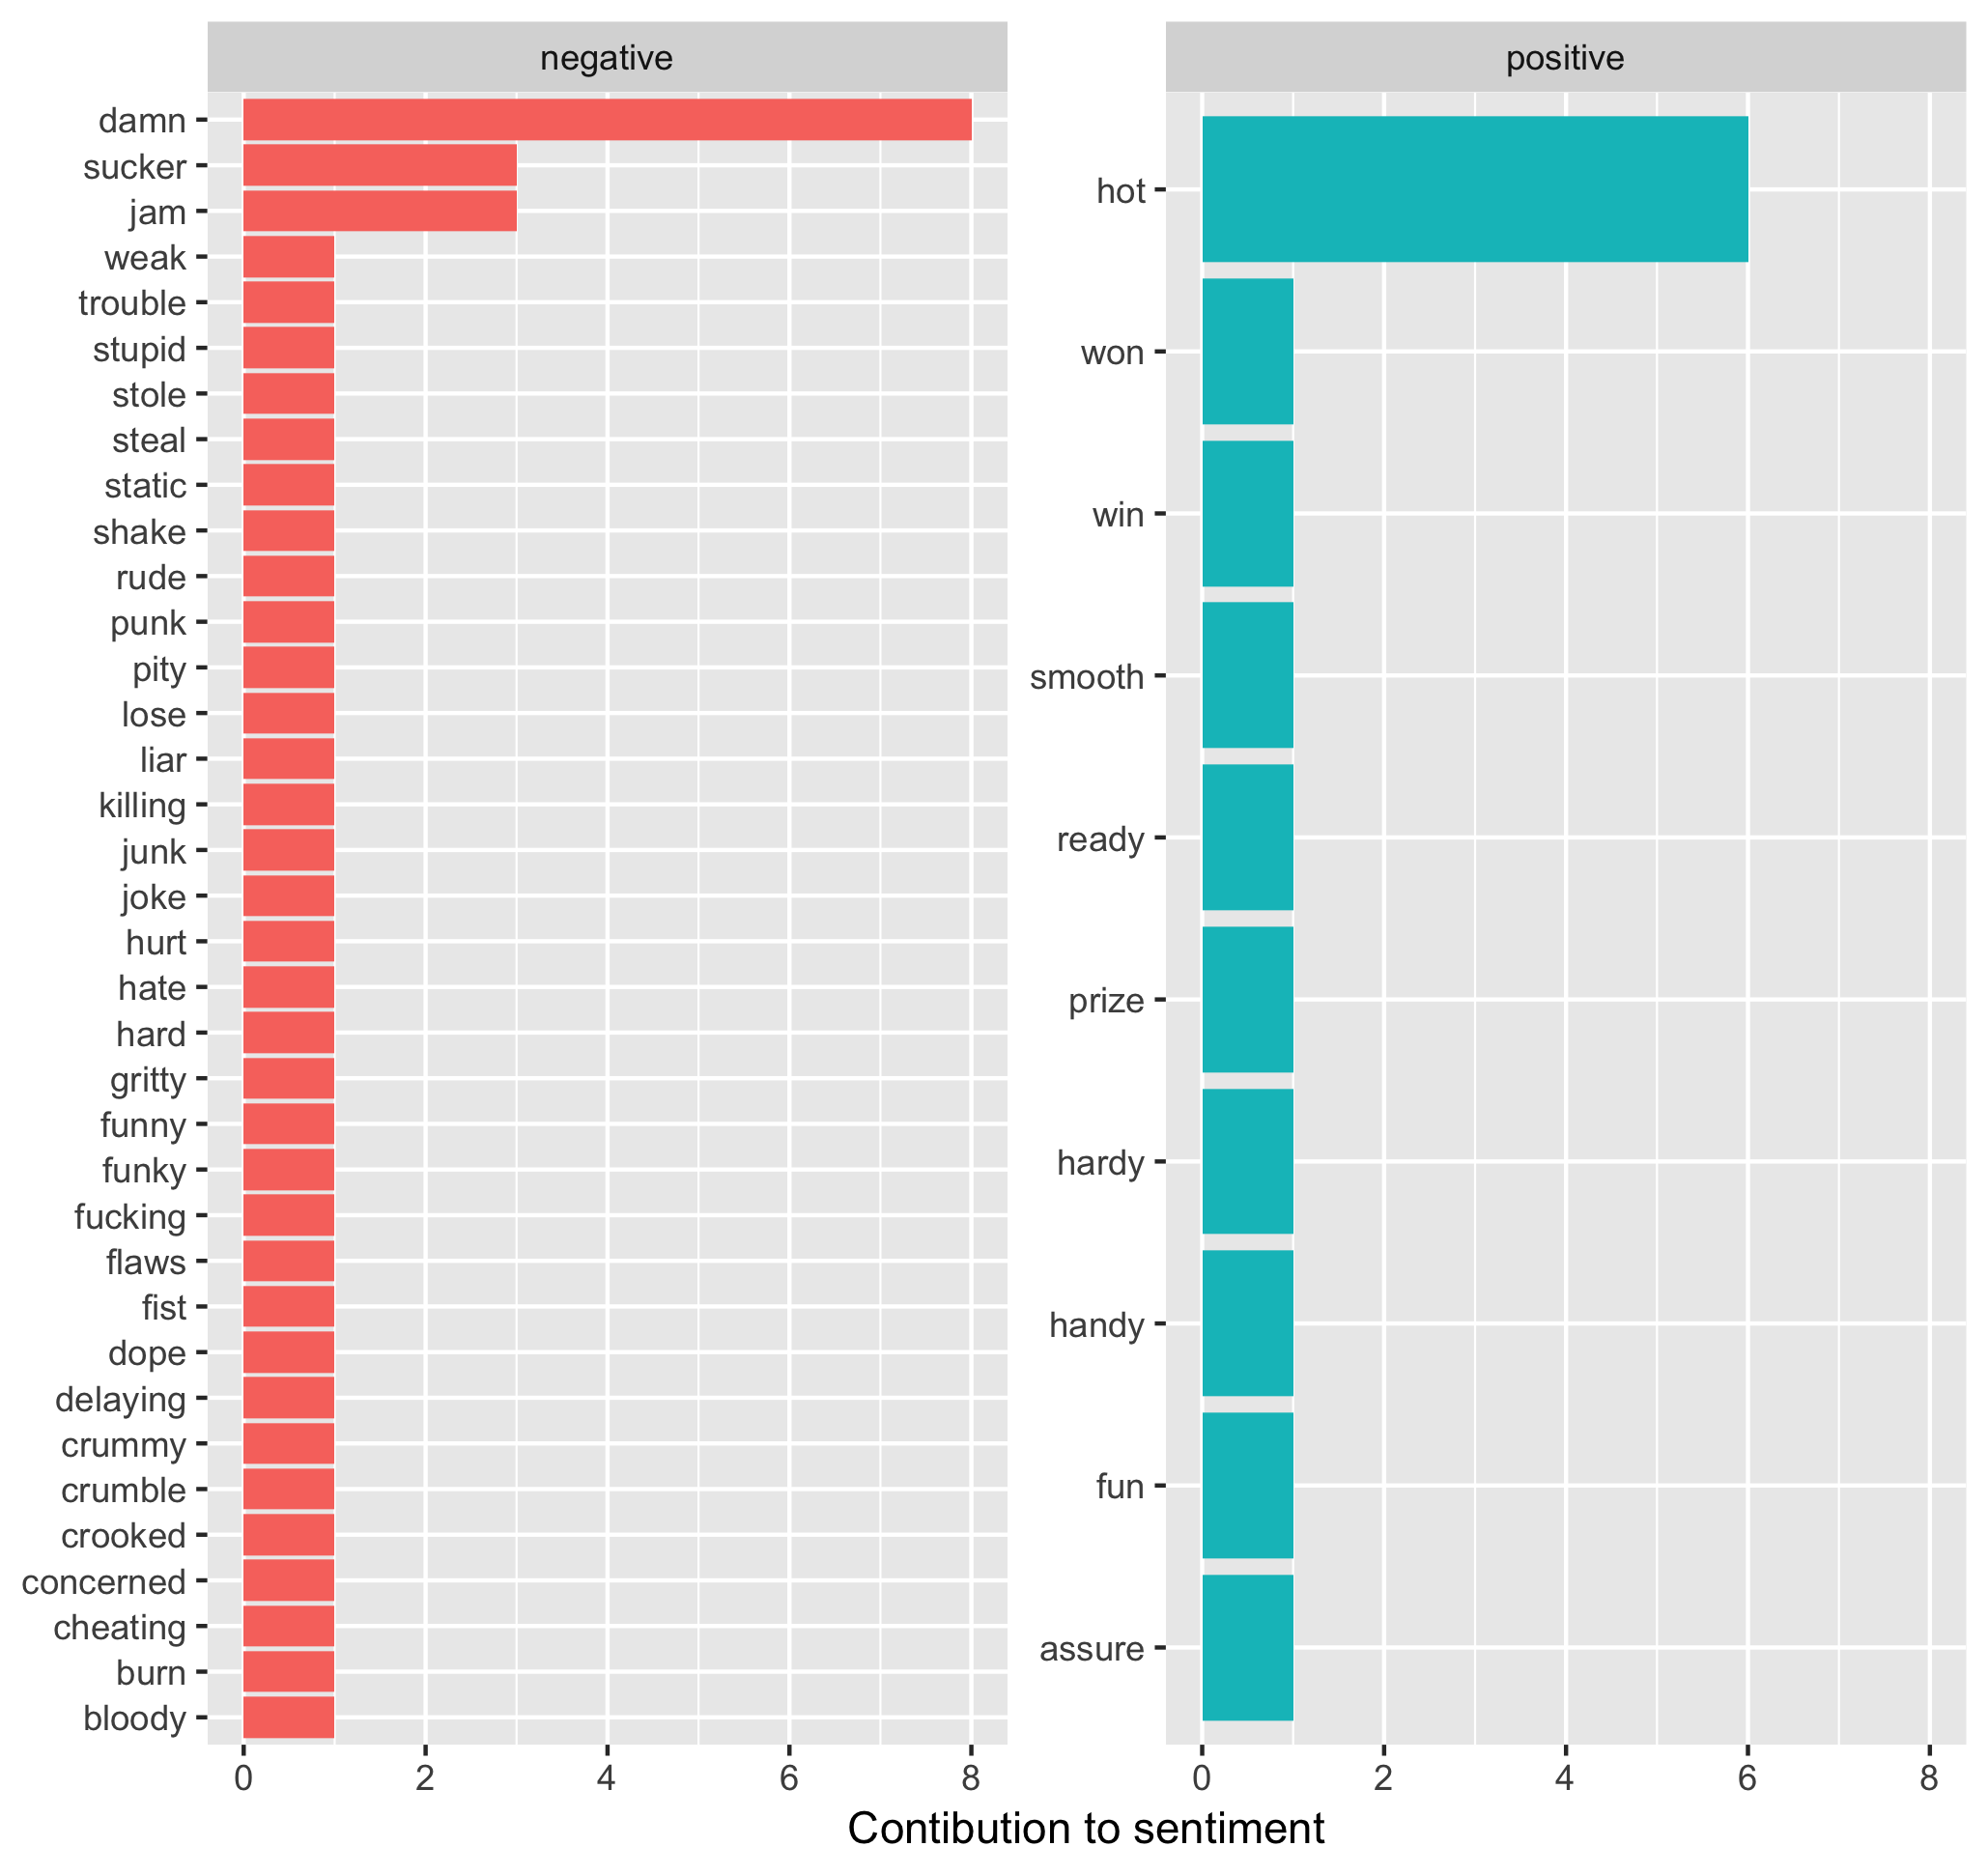 negative
damn
sucker
jam
weak
trouble
stupid
stole
steal
static
shake
rude
punk
pity
lose
liar
killing
junk
joke
hurt
hate
hard
gritty
funny
funky
fucking
flaws
fist
dope
delaying
crummy
crumble
crooked
concerned
cheating
burn
bloody
0 2 4 6 8
positive
hot
won
win
smooth
ready
prize
hardy
handy
fun
assure
0 2 4 6 8
Contibution to sentiment